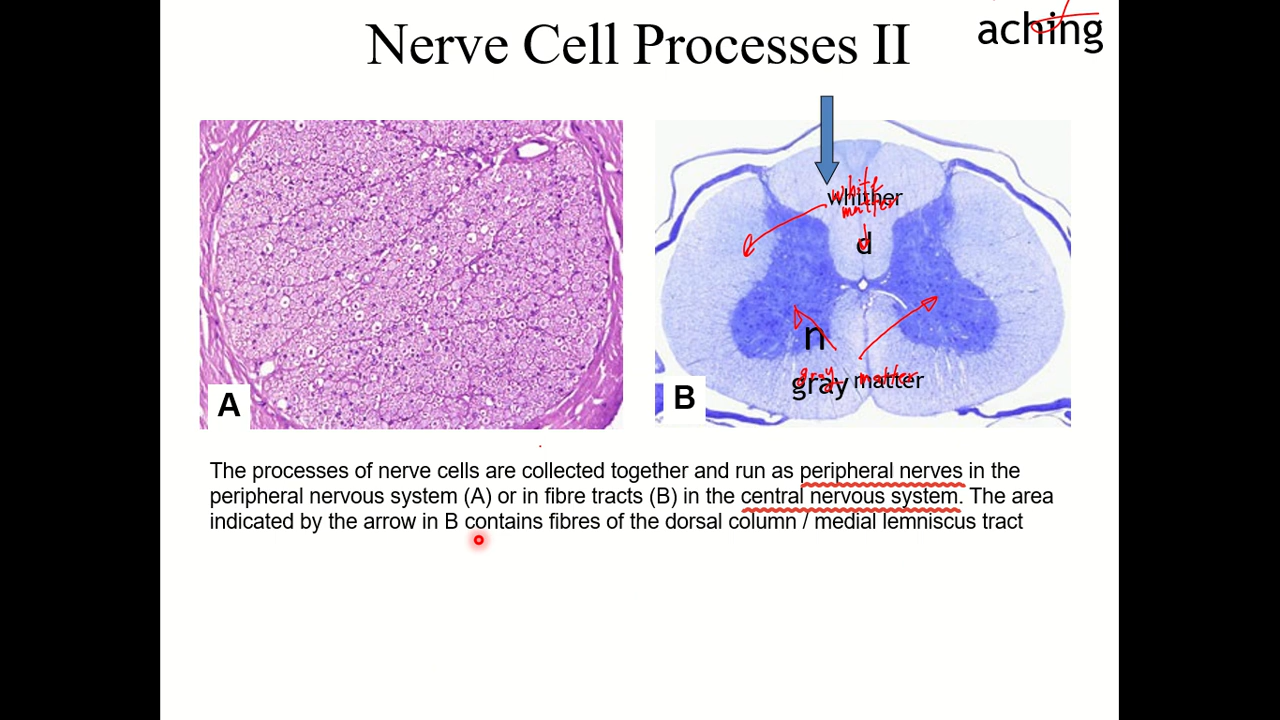 aching
Nerve Cell Processes II
white
matter
whither
d
n
gray matter
gray matter
A
B
The processes of nerve cells are collected together and run as peripheral nerves in the
peripheral nervous system (A) or in fibre tracts (B) in the central nervous system. The area
indicated by the arrow in B contains fibres of the dorsal column / medial lemniscus tract